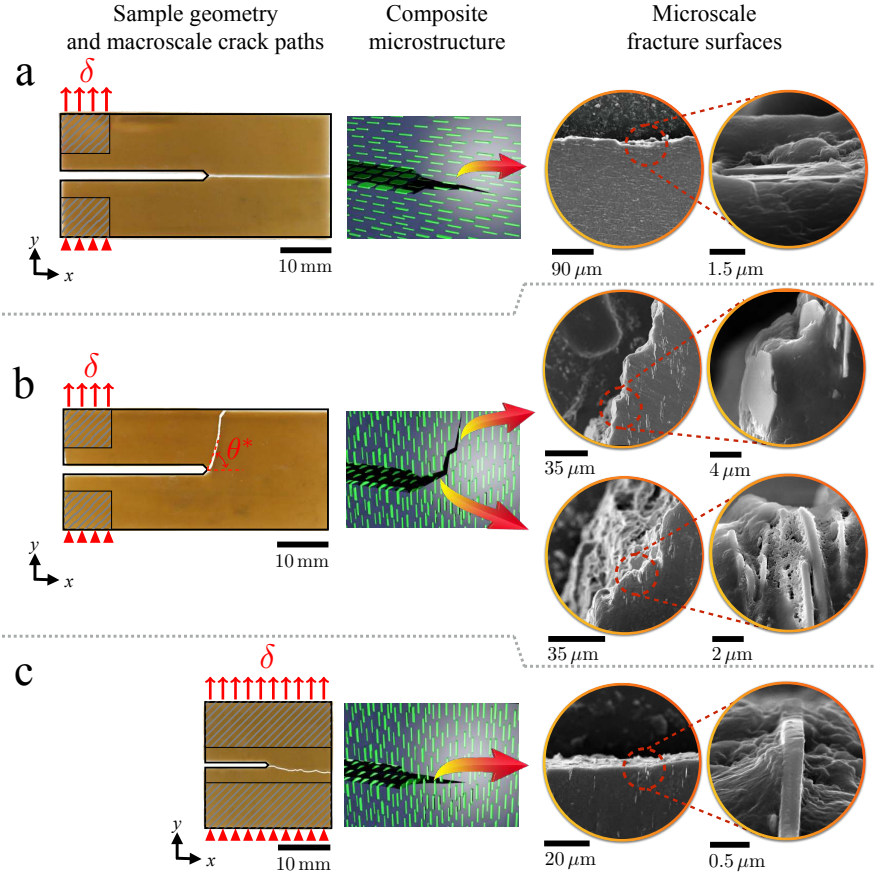 Sample geometry
and macroscale crack paths
Composite
microstructure
Microscale
fracture surfaces
a
δ
y
x
10 mm
90 μm
1.5 μm
b
δ
θ*
y
x
10 mm
35 μm
4 μm
35 μm
2 μm
c
δ
y
x
10 mm
20 μm
0.5 μm